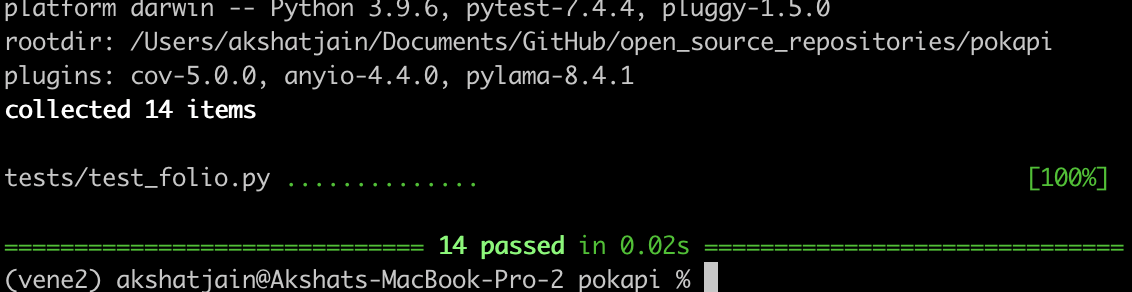 platform darwin -- Python 3.9.6, pytest-7.4.4, pluggy-1.5.0
rootdir: /Users/akshatjain/Documents/GitHub/open_source_repositories/pokapi
plugins: cov-5.0.0, anyio-4.4.0, pylama-8.4.1
collected 14 items
tests/test_folio.py .............. [100%]
============================== 14 passed in 0.02s ==============================
(vene2) akshatjain@Akshats-MacBook-Pro-2 pokapi %